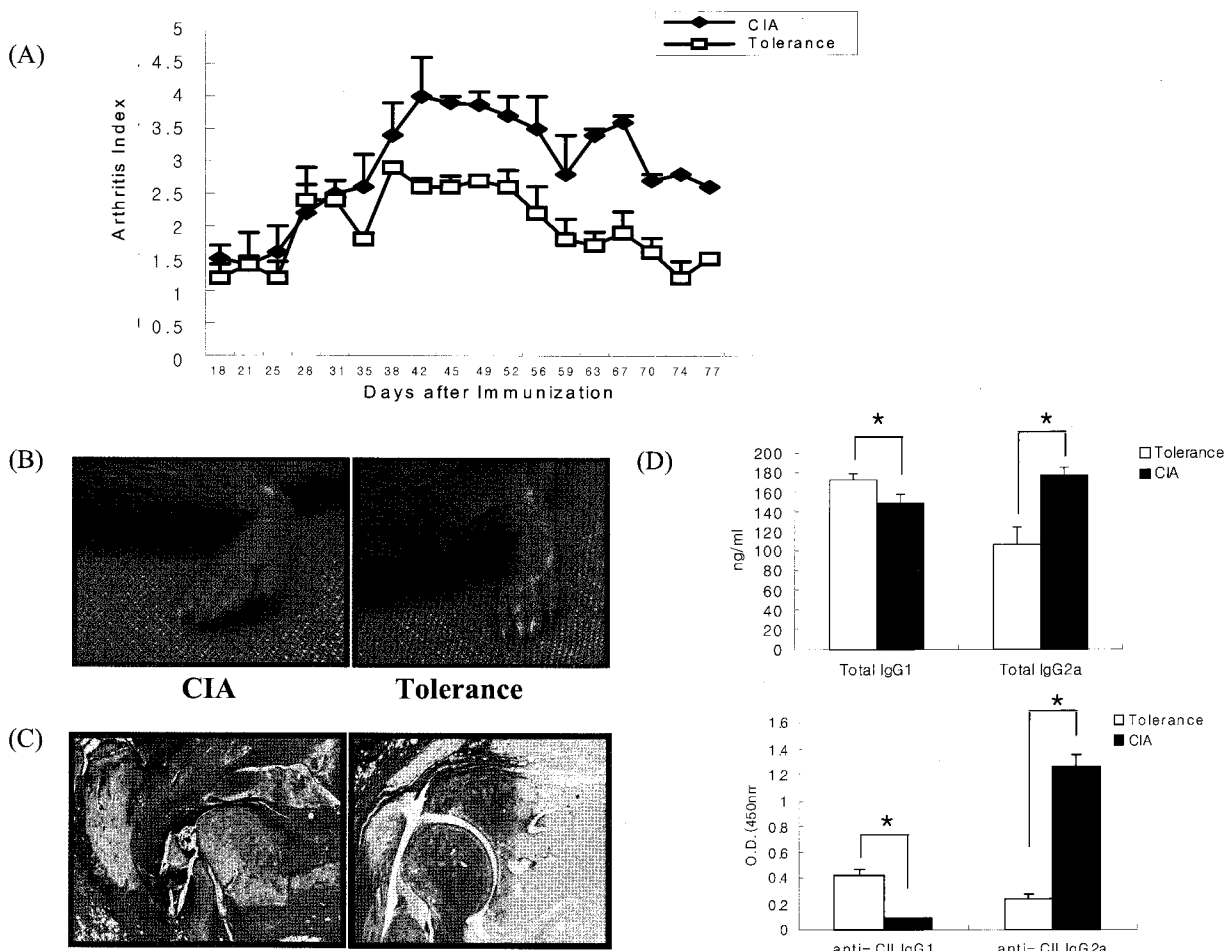 (A)
CIA
Tolerance
Arthritis Index
5
4.5
4
3.5
3
2.5
2
1.5
1
0.5
0
18 21 25 28 31 35 38 42 45 49 52 56 59 63 67 70 74 77
Days after Immunization
(B)
CIA
Tolerance
(C)
(D)
*
*
Tolerance
CIA
ng/ml
200
180
160
140
120
100
80
60
40
20
0
Total IgG1
Total IgG2a
*
*
Tolerance
CIA
O.D.(450nm
1.6
1.4
1.2
1
0.8
0.6
0.4
0.2
0
anti-CII IgG1
anti-CII IgG2a